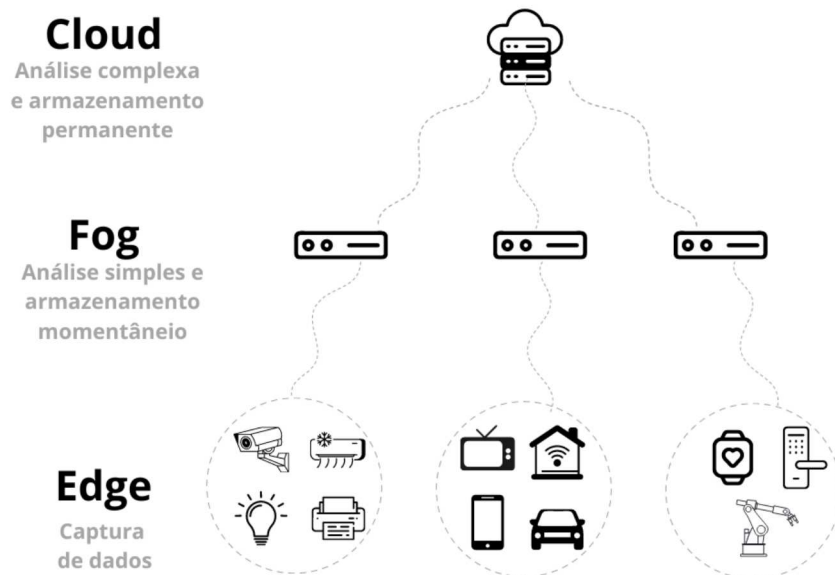 Cloud
Análise complexa
e armazenamento
permanente
Fog
Análise simples e
armazenamento
momentâneio
Edge
Captura
de dados